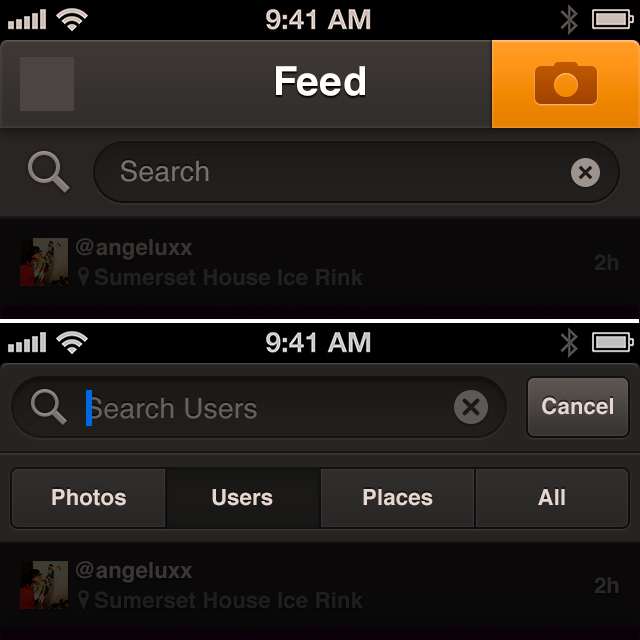 9:41 AM
Feed
Search
@angeluxx
2h
Sumerset House Ice Rink
9:41 AM
Search Users
Cancel
Photos Users Places All
@angeluxx
2h
Sumerset House Ice Rink